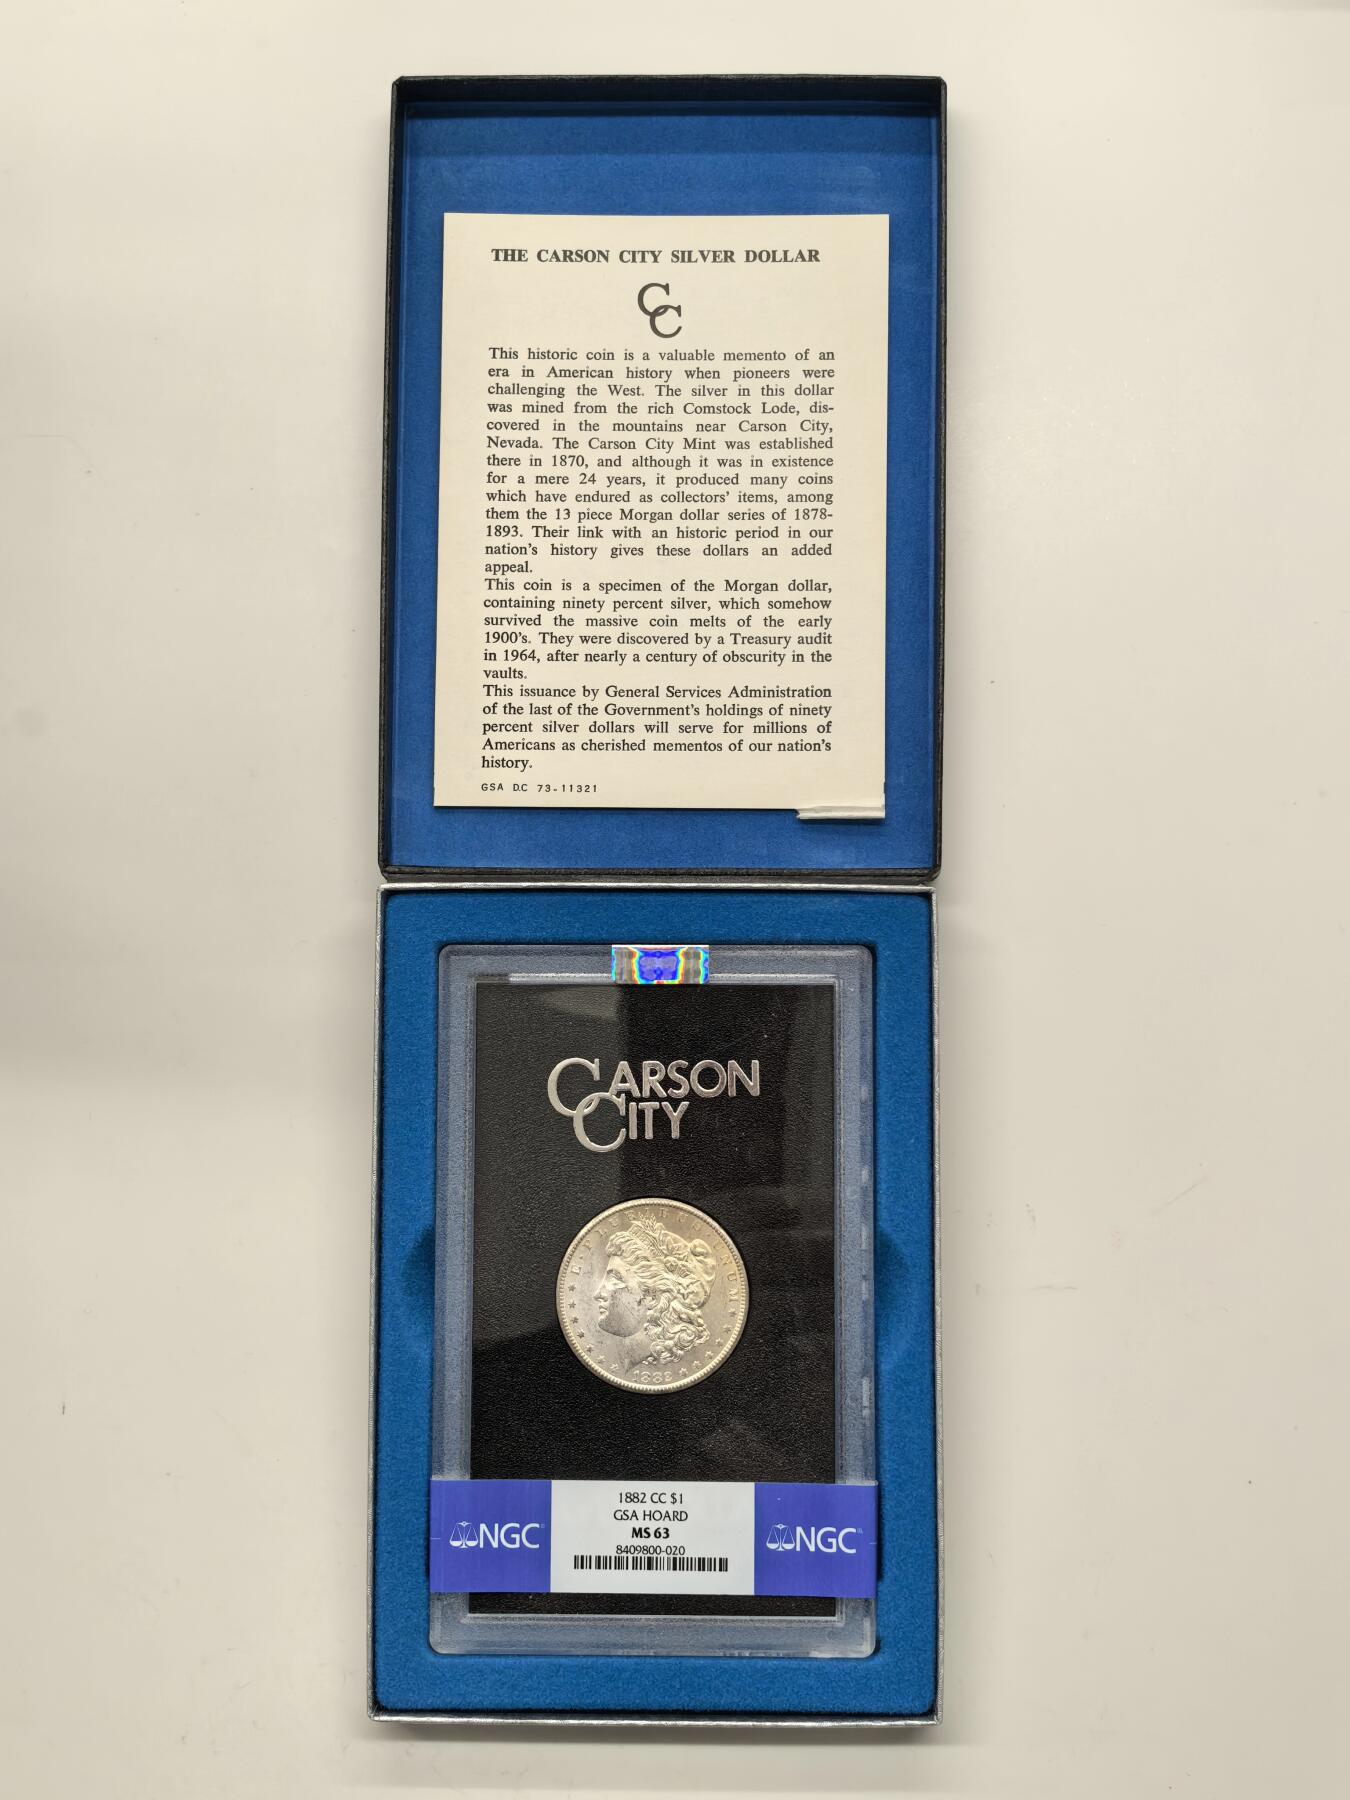 THE CARSON CITY SILVER DOLLAR
CC
This historic coin is a valuable memento of an
era in American history when pioneers were
challenging the West. The silver in this dollar
was mined from the rich Comstock Lode, dis-
covered in the mountains near Carson City,
Nevada. The Carson City Mint was established
there in 1870, and although it was in existence
for a mere 24 years, it produced many coins
which have endured as collectors' items, among
them the 13 piece Morgan dollar series of 1878-
1893. Their link with an historic period in our
nation's history gives these dollars an added
appeal.
This coin is a specimen of the Morgan dollar,
containing ninety percent silver, which somehow
survived the massive coin melts of the early
1900's. They were discovered by a Treasury audit
in 1964, after nearly a century of obscurity in the
vaults.
This issuance by General Services Administration
of the last of the Government's holdings of ninety
percent silver dollars will serve for millions of
Americans as cherished mementos of our nation's
history.
GSA DC 73-11321
CARSON
CITY
E·PLURIBUS UNUM
1882
NGC
1882 CC $1
GSA HOARD
MS 63
8409800-020
NGC